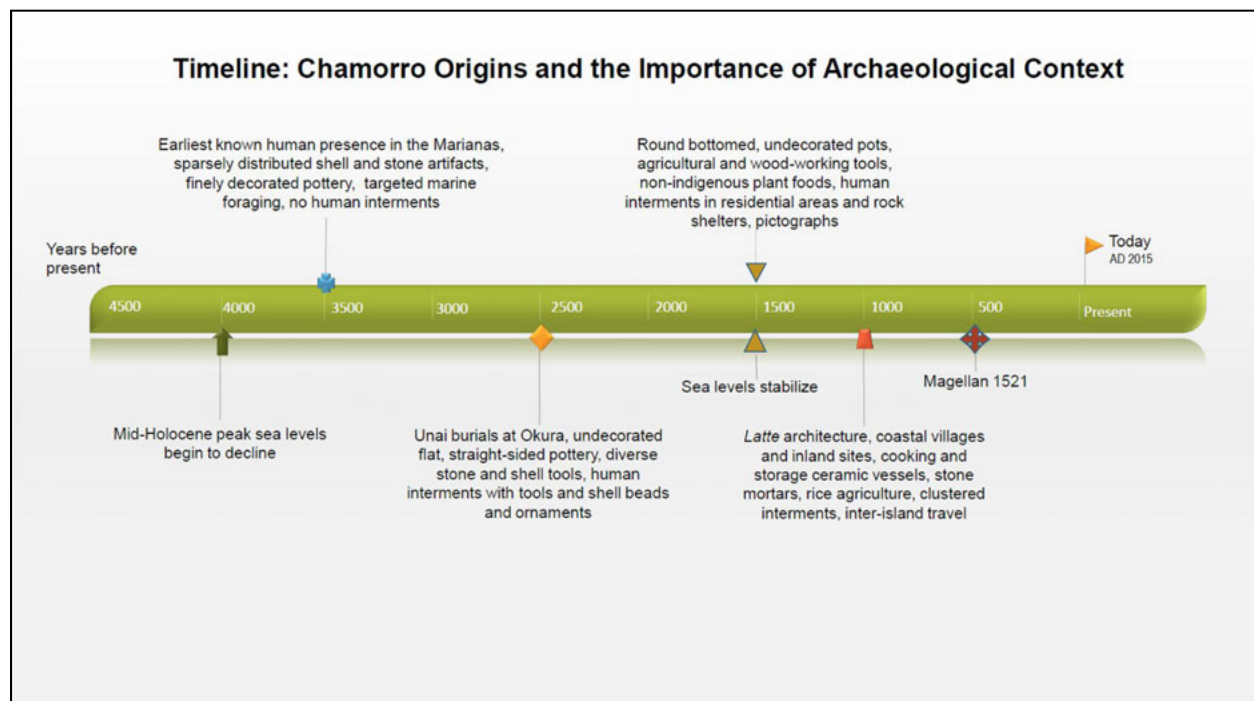 Timeline: Chamorro Origins and the Importance of Archaeological Context
Earliest known human presence in the Marianas,
sparsely distributed shell and stone artifacts,
finely decorated pottery, targeted marine
foraging, no human interments
Round bottomed, undecorated pots,
agricultural and wood-working tools,
non-indigenous plant foods, human
interments in residential areas and rock
shelters, pictographs
Today
AD 2015
Years before
present
4500 4000 3500 3000 2500 2000 1500 1000 500 Present
Mid-Holocene peak sea levels
begin to decline
Unai burials at Okura, undecorated
flat, straight-sided pottery, diverse
stone and shell tools, human
interments with tools and shell beads
and ornaments
Sea levels stabilize
Latte architecture, coastal villages
and inland sites, cooking and
storage ceramic vessels, stone
mortars, rice agriculture, clustered
interments, inter-island travel
Magellan 1521